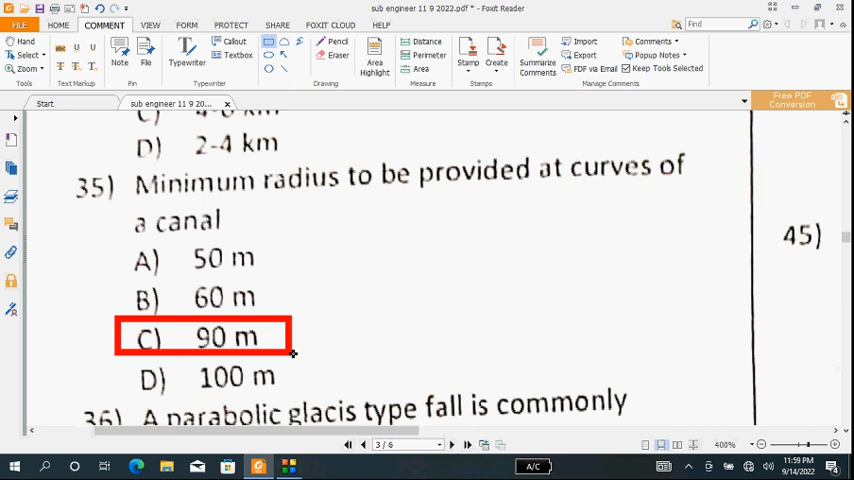 sub engineer 11 9 2022.pdf * - Foxit Reader
FILE HOME COMMENT VIEW FORM PROTECT SHARE FOXIT CLOUD HELP Find
Hand Select Zoom Note File Typewriter Callout Textbox Pencil Eraser Area Highlight Distance Perimeter Area Stamp Create Summarize Comments Import Export FDF via Email Comments Popup Notes Keep Tools Selected
Tools Text Markup Pin Typewriter Drawing Measure Stamps Manage Comments
Start sub engineer 11 9 202... Free PDF Conversion
D) 2-4 km
35) Minimum radius to be provided at curves of
a canal
45)
A) 50 m
B) 60 m
C) 90 m
D) 100 m
36) A parabolic glacis type fall is commonly
3 / 6 400%
A/C 11:59 PM
9/14/2022
4